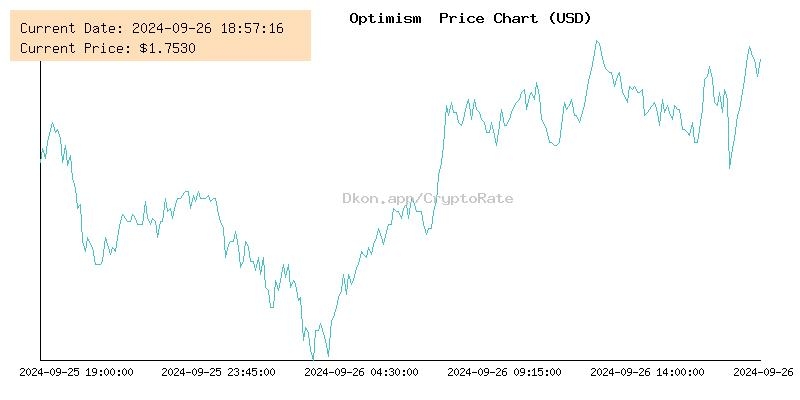 Optimism Price Chart (USD)
Current Date: 2024-09-26 18:57:16
Current Price: $1.7530
Dkon.app/CryptoRate
2024-09-25 19:00:00 2024-09-25 23:45:00 2024-09-26 04:30:00 2024-09-26 09:15:00 2024-09-26 14:00:00 2024-09-26